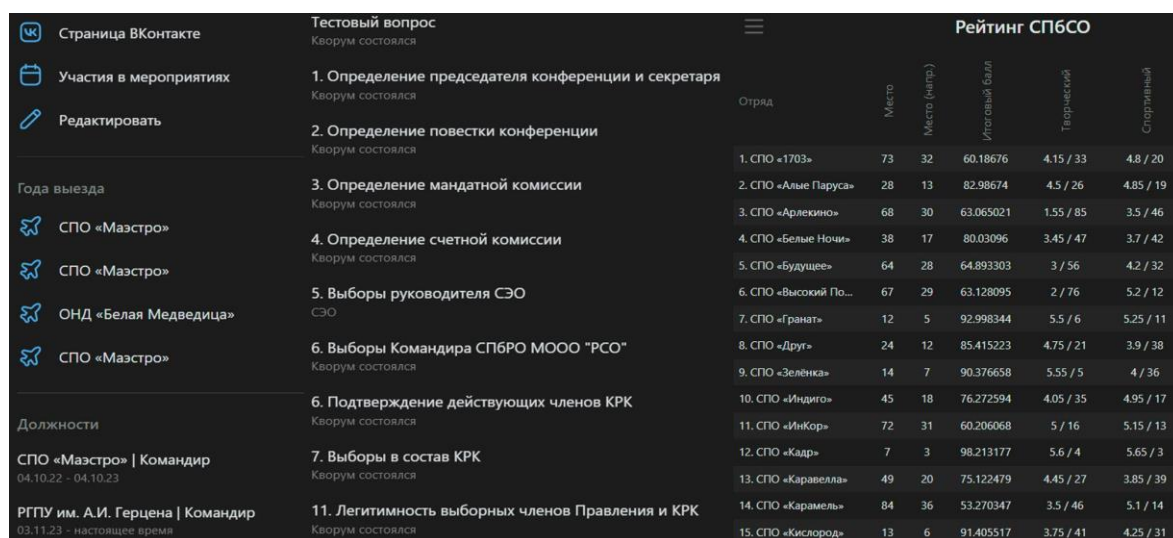 Страница ВКонтакте
Участия в мероприятиях
Редактировать
Года выезда
СПО «Маэстро»
СПО «Маэстро»
ОНД «Белая Медведица»
СПО «Маэстро»
Должности
СПО «Маэстро» | Командир
04.10.22 - 04.10.23
РГПУ им. А.И. Герцена | Командир
03.11.23 - настоящее время
Тестовый вопрос
Кворум состоялся
1. Определение председателя конференции и секретаря
Кворум состоялся
2. Определение повестки конференции
Кворум состоялся
3. Определение мандатной комиссии
Кворум состоялся
4. Определение счетной комиссии
Кворум состоялся
5. Выборы руководителя СЭО
СЭО
6. Выборы Командира СПбРО МООО "РСО"
Кворум состоялся
6. Подтверждение действующих членов КРК
Кворум состоялся
7. Выборы в состав КРК
Кворум состоялся
11. Легитимность выборных членов Правления и КРК
Кворум состоялся
Рейтинг СПбСО
Отряд Место Место (напр.) Итоговый балл Творческий Спортивный
1. СПО «1703» 73 32 60.18676 4.15 / 33 4.8 / 20
2. СПО «Алые Паруса» 28 13 82.98674 4.5 / 26 4.85 / 19
3. СПО «Арлекино» 68 30 63.065021 1.55 / 85 3.5 / 46
4. СПО «Белые Ночи» 38 17 80.03096 3.45 / 47 3.7 / 42
5. СПО «Будущее» 64 28 64.893303 3 / 56 4.2 / 32
6. СПО «Высокий По... 67 29 63.128095 2 / 76 5.2 / 12
7. СПО «Гранат» 12 5 92.998344 5.5 / 6 5.25 / 11
8. СПО «Друг» 24 12 85.415223 4.75 / 21 3.9 / 38
9. СПО «Зелёнка» 14 7 90.376658 5.55 / 5 4 / 36
10. СПО «Индиго» 45 18 76.272594 4.05 / 35 4.95 / 17
11. СПО «ИнКор» 72 31 60.206068 5 / 16 5.15 / 13
12. СПО «Кадр» 7 3 98.213177 5.6 / 4 5.65 / 3
13. СПО «Каравелла» 49 20 75.122479 4.45 / 27 3.85 / 39
14. СПО «Карамель» 84 36 53.270347 3.5 / 46 5.1 / 14
15. СПО «Кислород» 13 6 91.405517 3.75 / 41 4.25 / 31